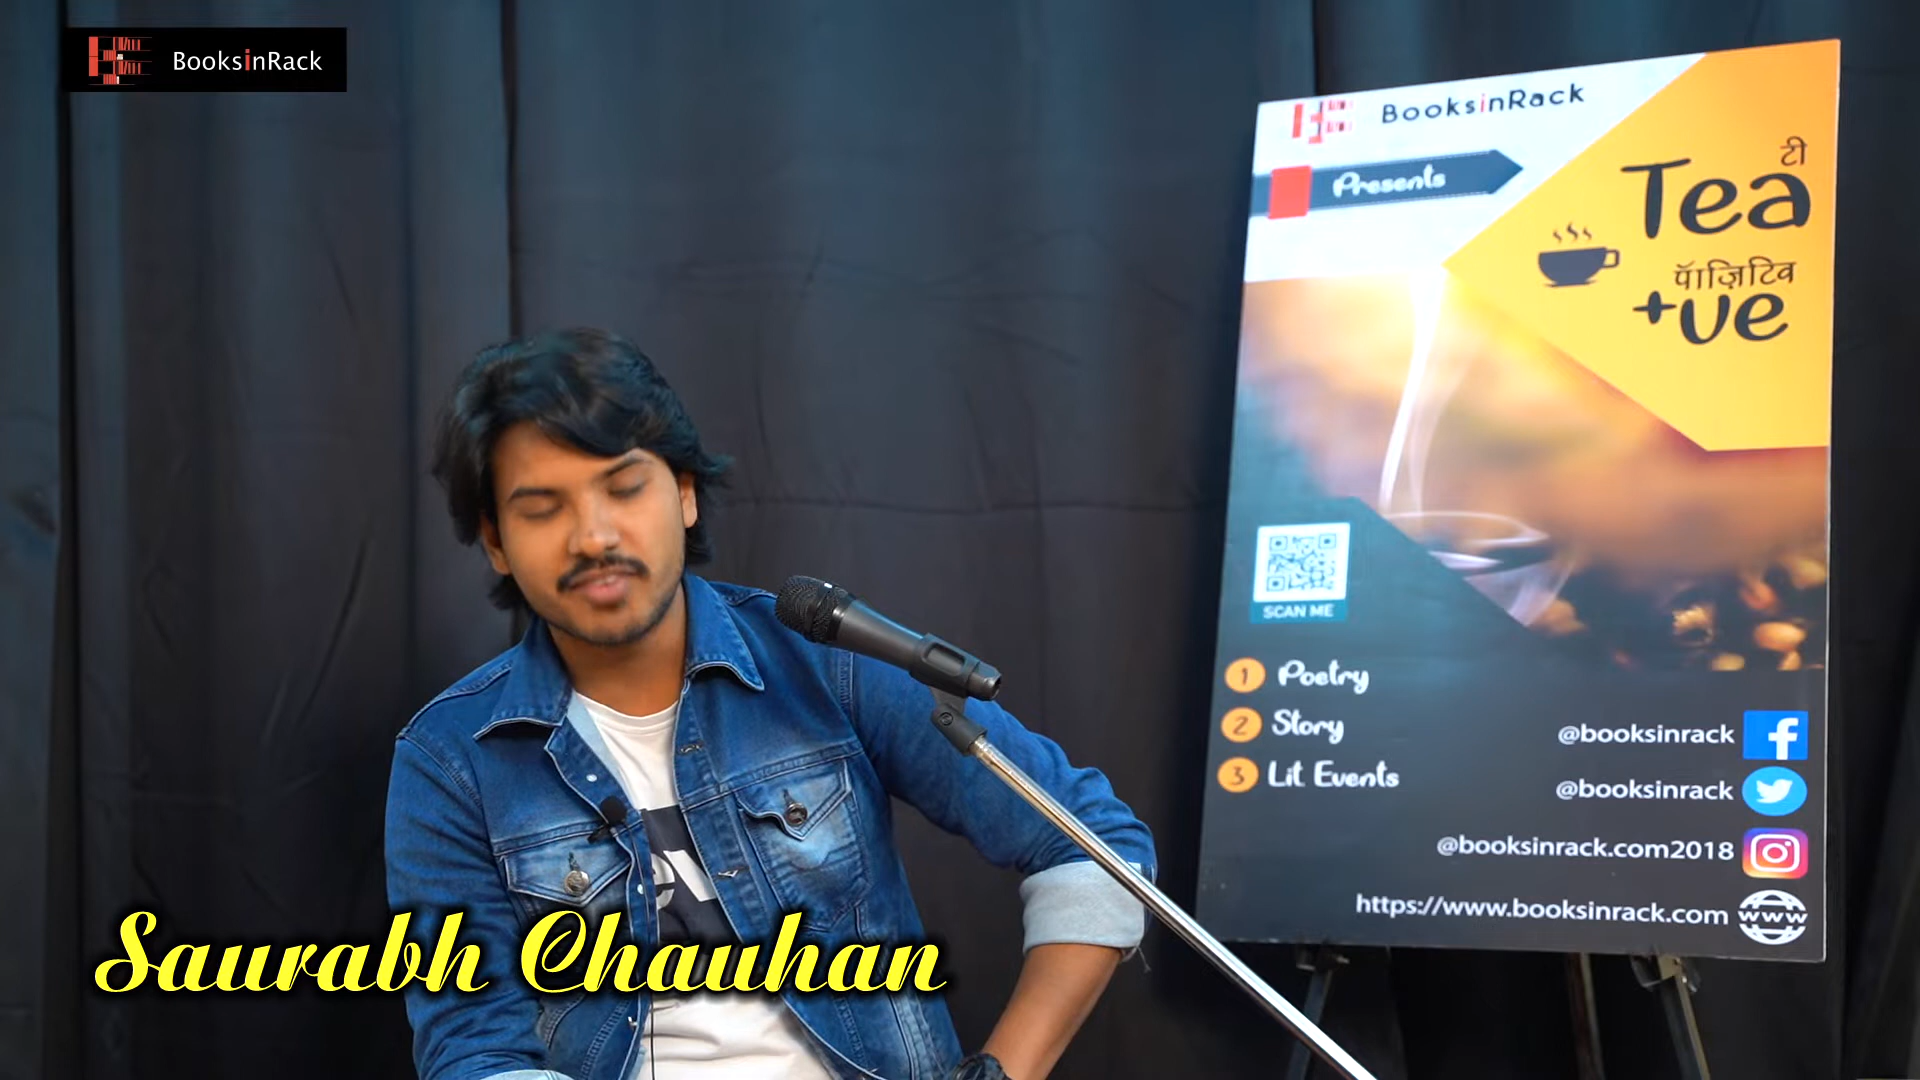 BooksinRack
BooksinRack
Presents
टी
Tea
पॅाज़िटिव
+ve
SCAN ME
1 Poetry
2 Story
3 Lit Events
@booksinrack
@booksinrack
@booksinrack.com2018
https://www.booksinrack.com
www
Saurabh Chauhan